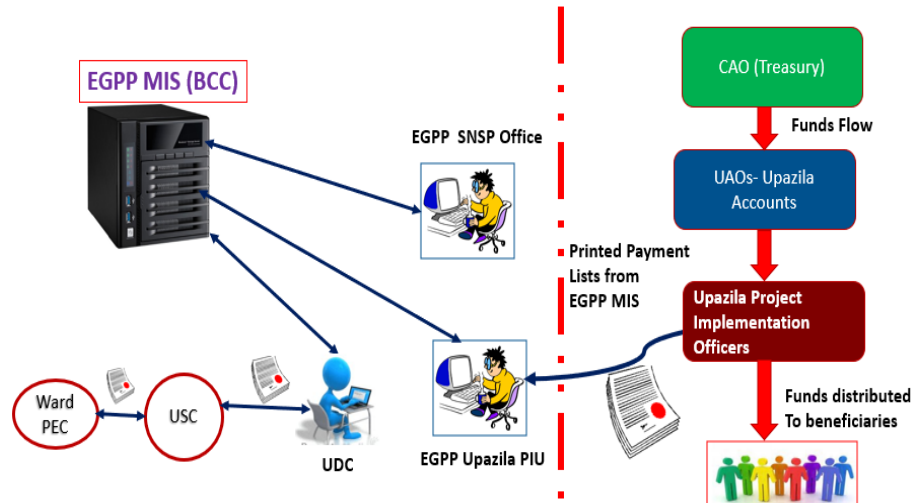 EGPP MIS (BCC)
EGPP SNSP Office
CAO (Treasury)
Funds Flow
UAOs- Upazila
Accounts
Printed Payment
Lists from
EGPP MIS
Upazila Project
Implementation
Officers
Ward
PEC
USC
UDC
EGPP Upazila PIU
Funds distributed
To beneficiaries